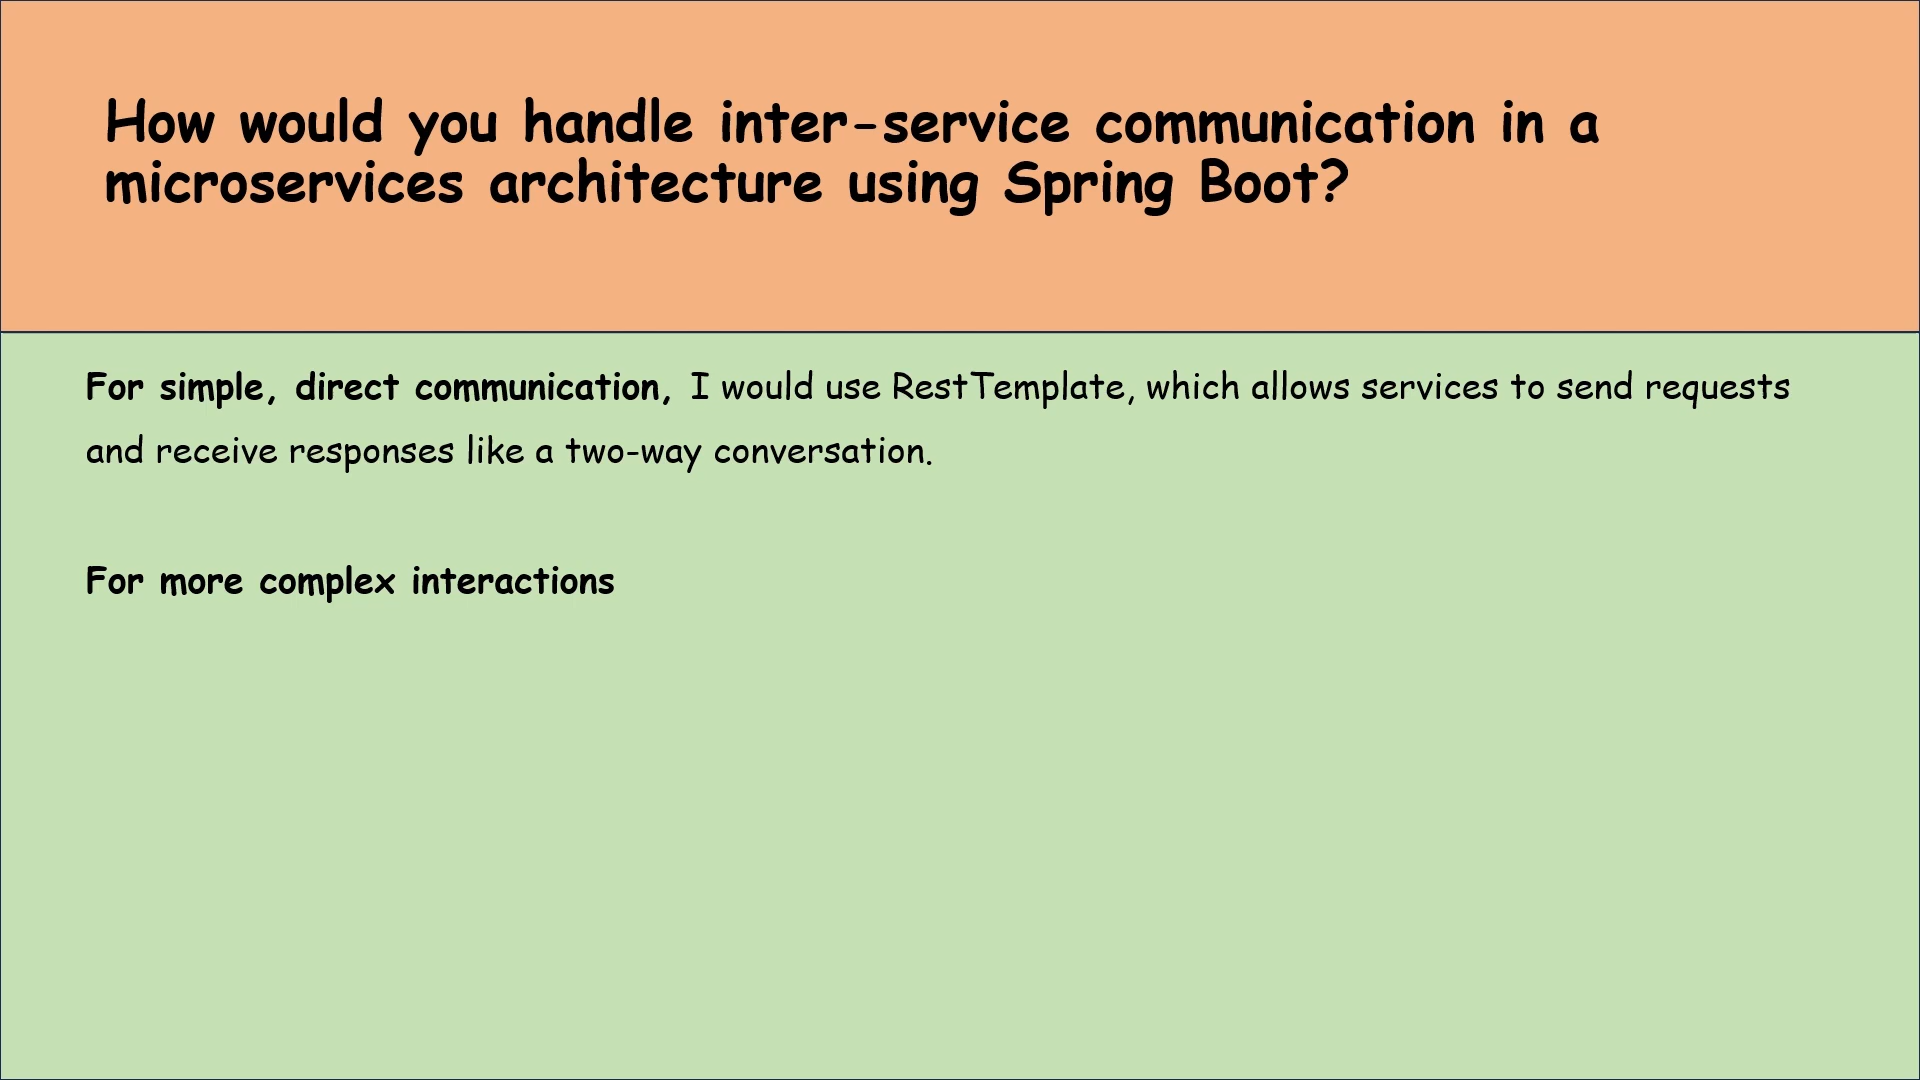 How would you handle inter-service communication in a
microservices architecture using Spring Boot?
For simple, direct communication, I would use RestTemplate, which allows services to send requests
and receive responses like a two-way conversation.
For more complex interactions